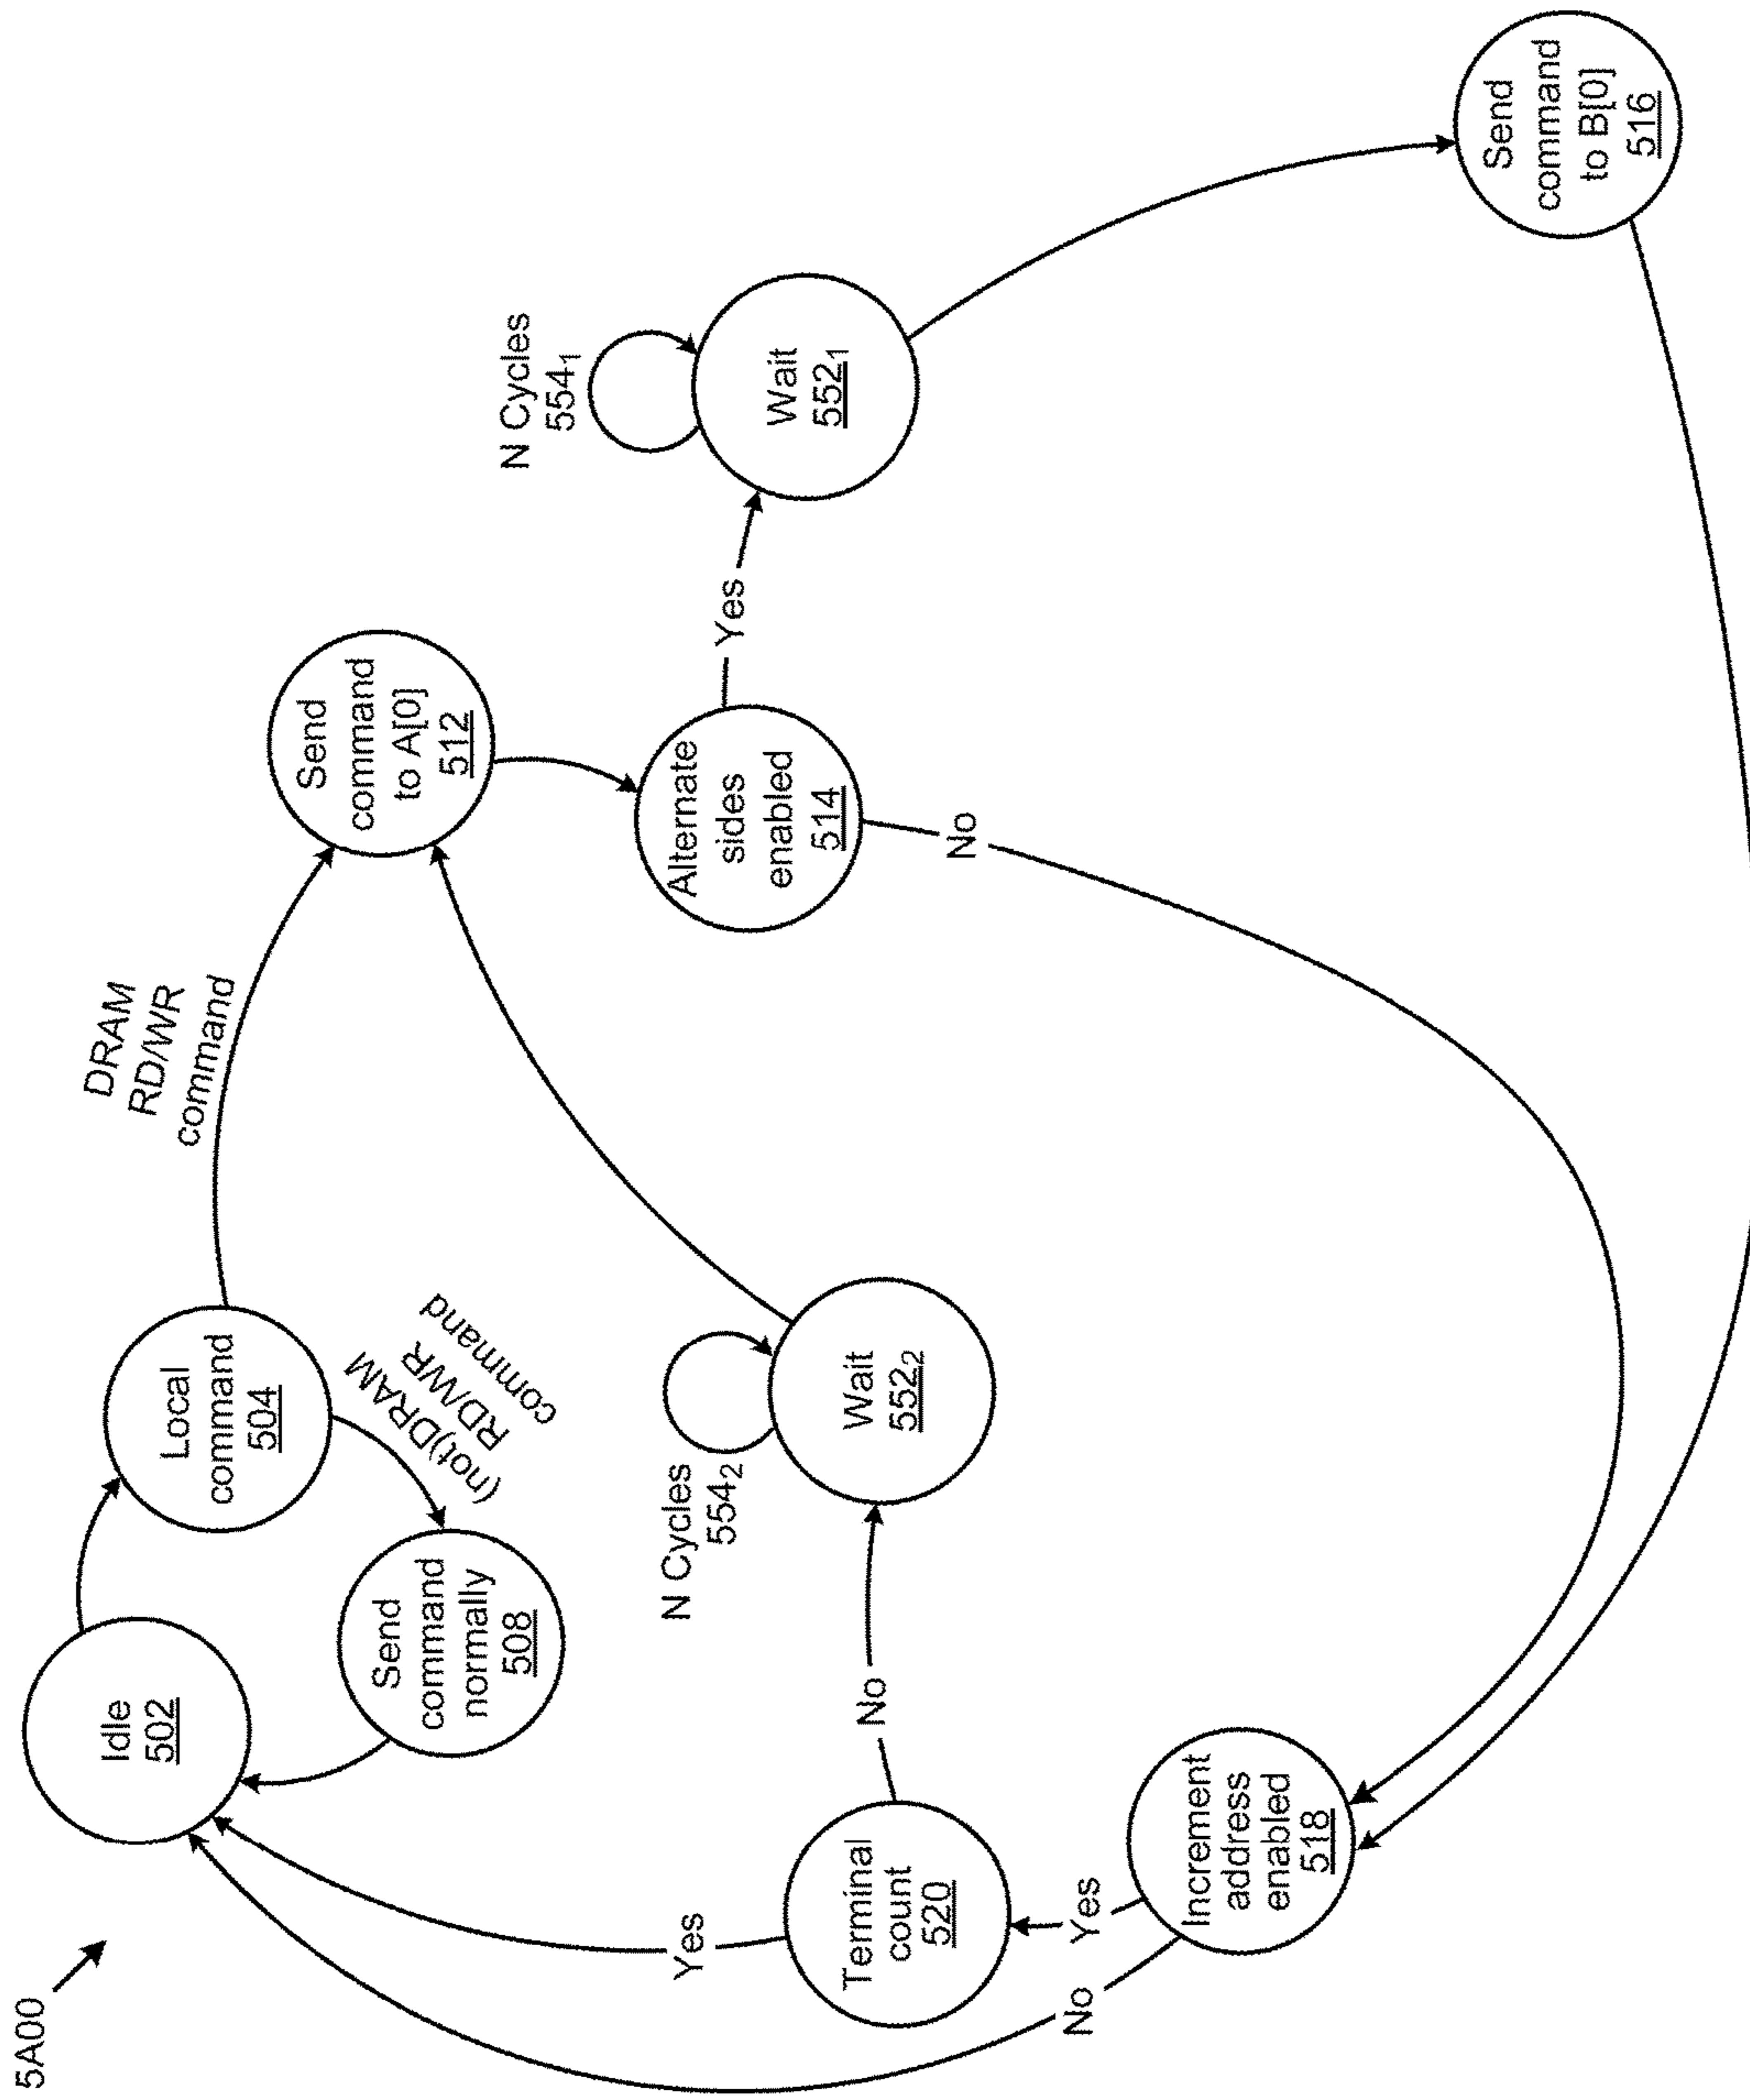 5A00
Idle
502
Local
command
504
DRAM
RD/WR
command
(not)DRAM
RD/WR
command
Send
command
normally
508
Send
command
to A[0]
512
Alternate
sides
enabled
514
Yes
No
N Cycles
554₁
Wait
552₁
Send
command
to B[0]
516
N Cycles
554₂
Wait
552₂
No
Terminal
count
520
Yes
Yes
Increment
address
enabled
518
No